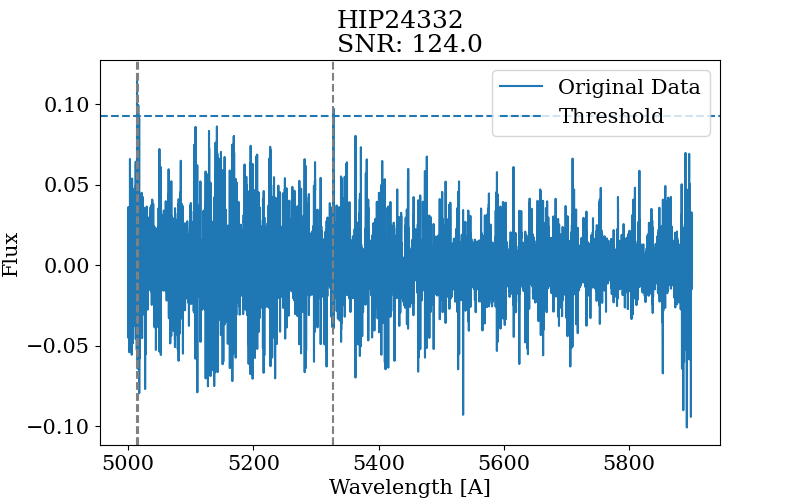 HIP24332
SNR: 124.0
Original Data
Threshold
Flux
0.10
0.05
0.00
−0.05
−0.10
5000 5200 5400 5600 5800
Wavelength [A]